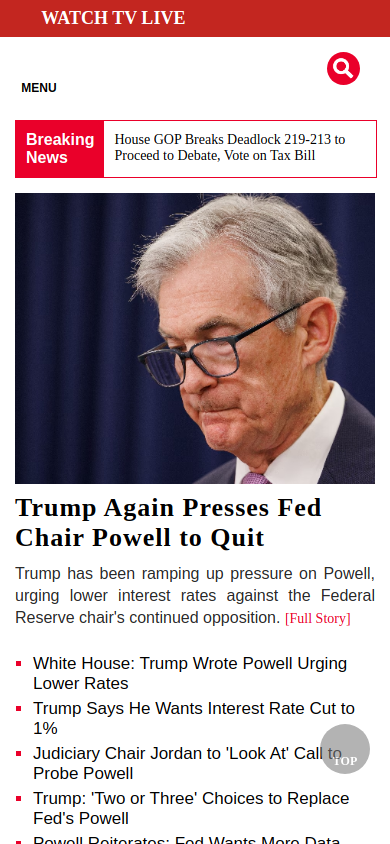 WATCH TV LIVE
MENU
Breaking
News
House GOP Breaks Deadlock 219-213 to
Proceed to Debate, Vote on Tax Bill
Trump Again Presses Fed
Chair Powell to Quit
Trump has been ramping up pressure on Powell,
urging lower interest rates against the Federal
Reserve chair's continued opposition. [Full Story]
White House: Trump Wrote Powell Urging
Lower Rates
Trump Says He Wants Interest Rate Cut to
1%
Judiciary Chair Jordan to 'Look At' Call to
Probe Powell
TOP
Trump: 'Two or Three' Choices to Replace
Fed's Powell
Powell Reiterates: Fed Wants More Data